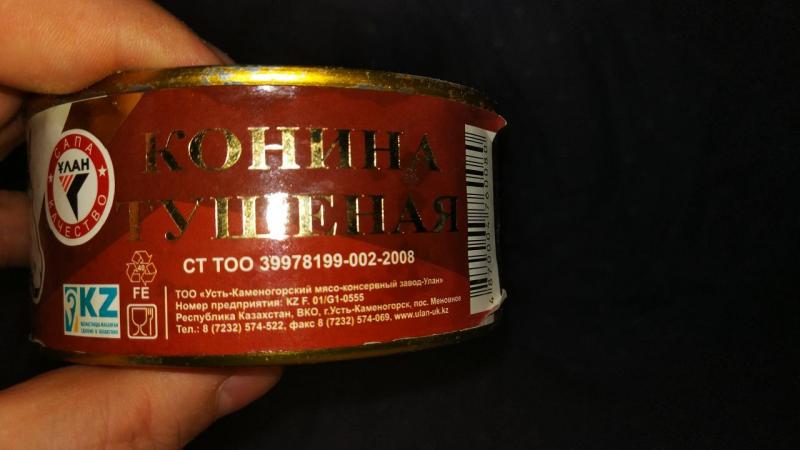 САПА
ҰЛАН
КАЧЕСТВО
КОНИНА
ТУШЕНАЯ
СТ ТОО 39978199-002-2008
FE
KZ
ТОО «Усть-Каменогорский мясо-консервный завод-Улан»
Номер предприятия: KZ F. 01/G1-0555
Республика Казахстан, ВКО, г.Усть-Каменогорск, пос. Меновное
Тел.: 8 (7232) 574-522, факс 8 (7232) 574-069, www.ulan-uk.kz